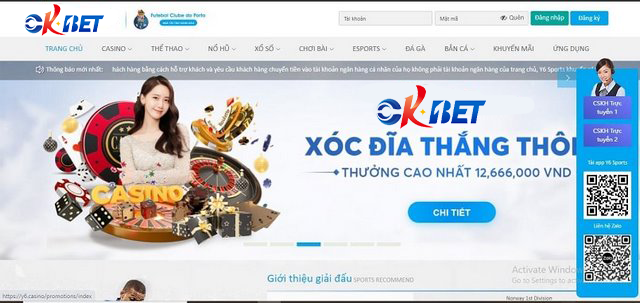 OKBET
Futebol Clube do Porto
Tài khoản
Mật mã
Quên
Đăng nhập
Đăng ký
TRANG CHỦ
CASINO
THỂ THAO
NỔ HŨ
XỔ SỐ
CHƠI BÀI
ESPORTS
ĐÁ GÀ
BẮN CÁ
KHUYẾN MÃI
ỨNG DỤNG
Thông báo mới nhất:
hách hàng bằng cách hỗ trợ khách và yêu cầu khách hàng chuyển tiền vào tài khoản ngân hàng cá nhân của họ không phải tài khoản ngân hàng của trang chủ, Y6 Sports
OKBET
XÓC ĐĨA THẮNG THÔ
THƯỞNG CAO NHẤT 12,666,000 VND
CHI TIẾT
CASINO
CSKH Trực
tuyến 1
CSKH Trực
tuyến 2
Tải app Y6 Sports
Liên hệ Zalo
Zalo
Activate Windo
Go to Settings to a
Giới thiệu giải đấu SPORTS RECOMMEND
Norway 1st Division
https://y6.casino/promotions/index